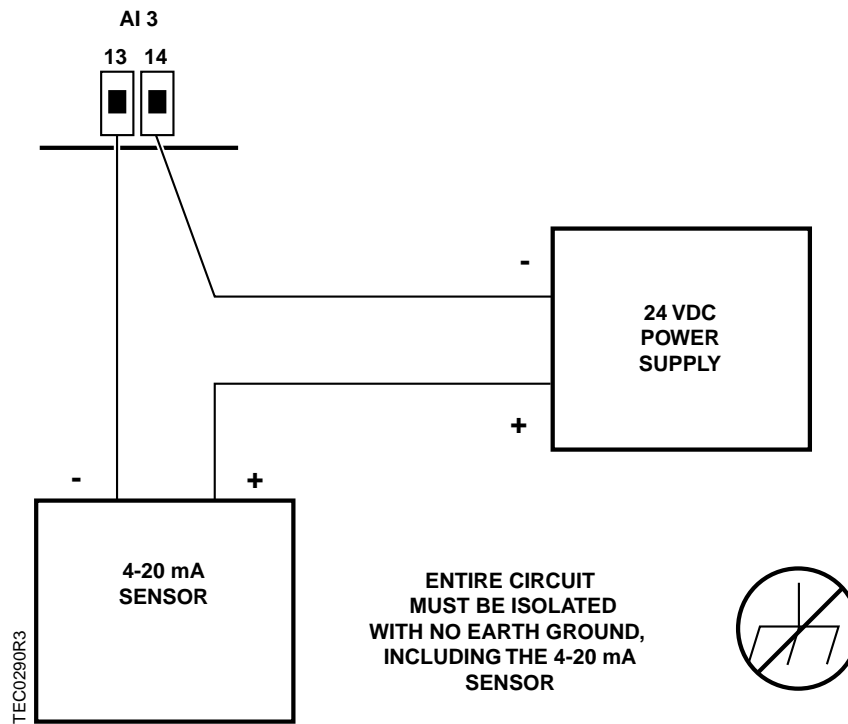 AI 3
13 14
-
24 VDC
POWER
SUPPLY
+
- +
4-20 mA
SENSOR
ENTIRE CIRCUIT
MUST BE ISOLATED
WITH NO EARTH GROUND,
INCLUDING THE 4-20 mA
SENSOR
TEC0290R3